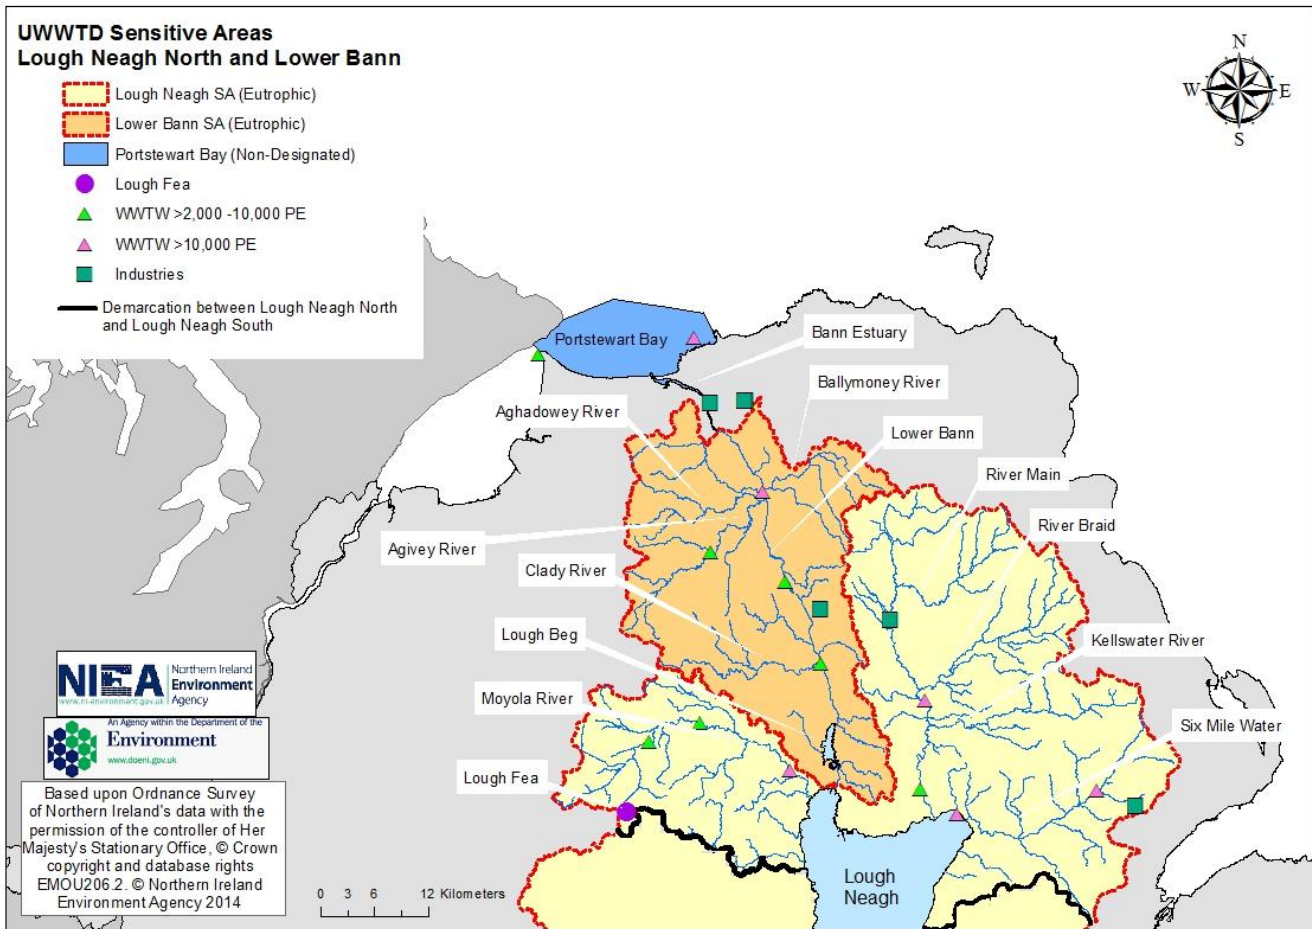 UWWTD Sensitive Areas
Lough Neagh North and Lower Bann
Lough Neagh SA (Eutrophic)
Lower Bann SA (Eutrophic)
Portstewart Bay (Non-Designated)
Lough Fea
WWTW >2,000 -10,000 PE
WWTW >10,000 PE
Industries
Demarcation between Lough Neagh North
and Lough Neagh South
N
W
E
S
Portstewart Bay
Bann Estuary
Ballymoney River
Aghadowey River
Lower Bann
River Main
River Braid
Agivey River
Clady River
Lough Beg
Kellswater River
Moyola River
Six Mile Water
Lough Fea
Lough
Neagh
NIEA
www.ni-environment.gov.uk
Northern Ireland
Environment
Agency
An Agency within the Department of the
Environment
www.doeni.gov.uk
Based upon Ordnance Survey
of Northern Ireland's data with the
permission of the controller of Her
Majesty's Stationary Office, © Crown
copyright and database rights
EMOU206.2. © Northern Ireland
Environment Agency 2014
0 3 6 12 Kilometers